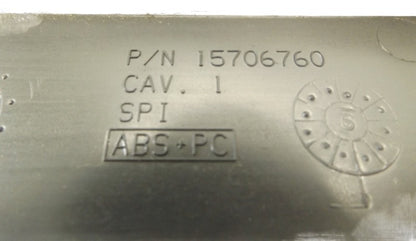 P/N 15706760
CAV. 1
SPI
ABS+PC